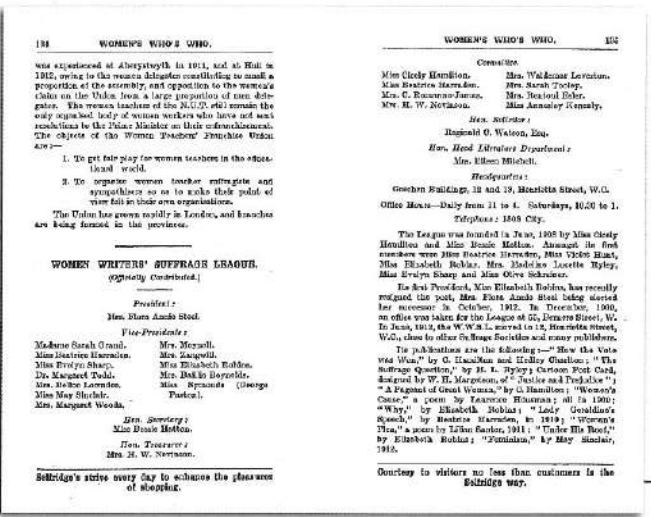 134 WOMEN'S WHO'S WHO.
was experienced at Aberystwyth in 1911, and at Hull in
1912, owing to the women delegates constituting so small a
proportion of the assembly, and opposition to the women's
claim on the Union from a large proportion of men dele-
gates. The women teachers of the N.U.T. still remain the
only organised body of women workers who have not sent
resolutions to the Prime Minister on their enfranchisement.
The objects of the Women Teachers' Franchise Union
are:—
1. To get fair play for women teachers in the educa-
tional world.
2. To organise women teacher suffragists and
sympathisers so as to make their point of
view felt in their own organisations.
The Union has grown rapidly in London, and branches
are being formed in the provinces.
WOMEN WRITERS' SUFFRAGE LEAGUE.
(Officially Contributed.)
President:
Mrs. Flora Annie Steel.
Vice-Presidents:
Madame Sarah Grand. Mrs. Meynell.
Miss Beatrice Harraden. Mrs. Zangwill.
Miss Evelyn Sharp. Miss Elizabeth Robins.
Dr. Margaret Todd. Mrs. Baillie Reynolds.
Mrs. Belloc Lowndes. Miss Symonds (George
Miss May Sinclair. Paston).
Mrs. Margaret Woods.
Hon. Secretary:
Miss Bessie Hatton.
Hon. Treasurer:
Mrs. H. W. Nevinson.
Selfridge's strive every day to enhance the pleasures
of shopping.
WOMEN'S WHO'S WHO. 135
Committee.
Miss Cicely Hamilton. Mrs. Waldemar Leverton.
Miss Beatrice Harraden. Mrs. Sarah Tooley.
Mrs. C. Romanne-James. Mrs. Rentoul Esler.
Mrs. H. W. Nevinson. Miss Annesley Kenealy.
Hon. Solicitor:
Reginald C. Watson, Esq.
Hon. Head Literature Department:
Mrs. Eileen Mitchell.
Headquarters:
Goschen Buildings, 12 and 13, Henrietta Street, W.C.
Office Hours—Daily from 11 to 4. Saturdays, 10.30 to 1.
Telephone: City.
The League was founded in June, 1908 by Miss Cicely
Hamilton and Miss Bessie Hatton. Amongst its first
members were Miss Beatrice Harraden, Miss Violet Hunt,
Miss Elizabeth Robins, Mrs. Madeline Lucette Ryley,
Miss Evelyn Sharp and Miss Olive Schreiner.
Its first President, Miss Elizabeth Robins, has recently
resigned the post, Mrs. Flora Annie Steel being elected
her successor in October, 1912. In December, 1909,
an office was taken for the League at 55, Berners Street, W.
In June, 1912, the W.W.S.L. moved to 12, Henrietta Street,
W.C., close to other Suffrage Societies and many publishers.
Its publications are the following:—"How the Vote
was Won," by C. Hamilton and Hedley Charlton; "The
Suffrage Question," by M. L. Ryley; Cartoon Post Card,
designed by W. H. Margetson, of "Justice and Prejudice";
"A Pageant of Great Women," by C. Hamilton; "Women's
Cause," a poem by Laurence Housman; all in 1909;
"Why," by Elizabeth Robins; "Lady Geraldine's
Speech," by Beatrice Harraden, in 1910; "Woman's
Plea," a poem by Lilian Sauter, 1911; "Under His Roof,"
by Elizabeth Robins; "Feminism," by May Sinclair,
1912.
Courtesy to visitors no less than customers is the
Selfridge way.